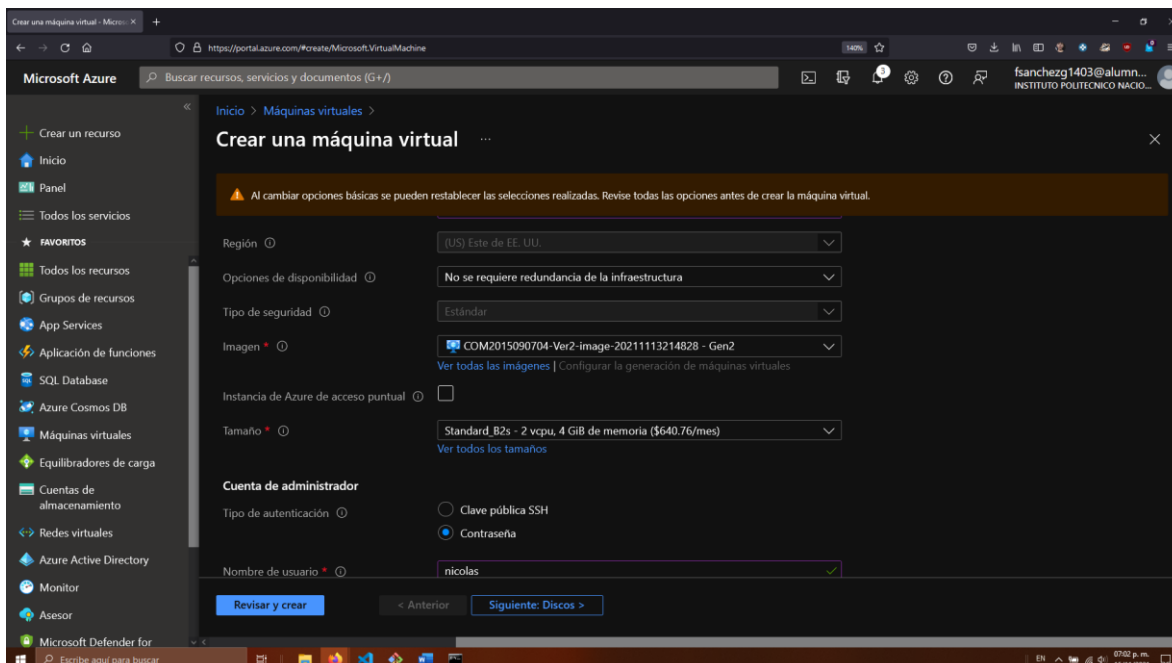 Crear una máquina virtual - Micros
https://portal.azure.com/#create/Microsoft.VirtualMachine
140%
Microsoft Azure
Buscar recursos, servicios y documentos (G+/)
3
fsanchezg1403@alumn...
INSTITUTO POLITECNICO NACIO...
Crear un recurso
Inicio
Panel
Todos los servicios
FAVORITOS
Todos los recursos
Grupos de recursos
App Services
Aplicación de funciones
SQL Database
Azure Cosmos DB
Máquinas virtuales
Equilibradores de carga
Cuentas de
almacenamiento
Redes virtuales
Azure Active Directory
Monitor
Asesor
Microsoft Defender for
Inicio > Máquinas virtuales >
Crear una máquina virtual ...
Al cambiar opciones básicas se pueden restablecer las selecciones realizadas. Revise todas las opciones antes de crear la máquina virtual.
Región
(US) Este de EE. UU.
Opciones de disponibilidad
No se requiere redundancia de la infraestructura
Tipo de seguridad
Estándar
Imagen *
COM2015090704-Ver2-image-20211113214828 - Gen2
Ver todas las imágenes | Configurar la generación de máquinas virtuales
Instancia de Azure de acceso puntual
Tamaño *
Standard_B2s - 2 vcpu, 4 GiB de memoria ($640.76/mes)
Ver todos los tamaños
Cuenta de administrador
Tipo de autenticación
Clave pública SSH
Contraseña
Nombre de usuario *
nicolas
Revisar y crear
< Anterior
Siguiente: Discos >
Escribe aquí para buscar
EN
07:02 p. m.